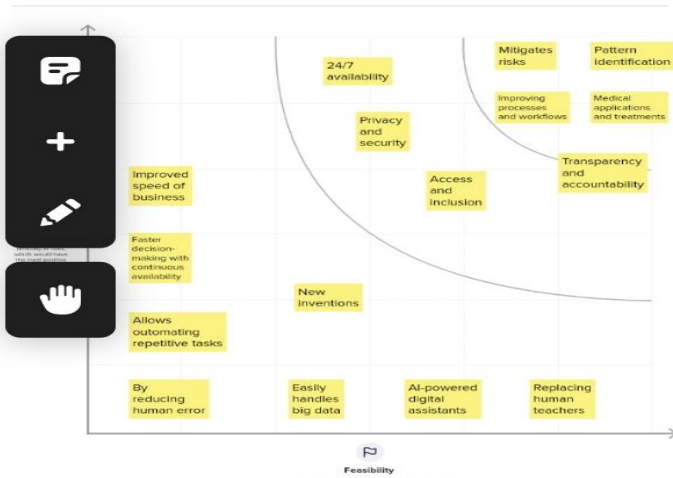 24/7
availability
Mitigates
risks
Pattern
identification
Improving
processes
and workflows
Medical
applications
and treatments
Privacy
and
security
Transparency
and
accountability
Improved
speed of
business
Access
and
inclusion
Faster
decision-
making with
continuous
availability
New
inventions
Allows
outomating
repetitive tasks
By
reducing
human error
Easily
handles
big data
AI-powered
digital
assistants
Replacing
human
teachers
Feasibility